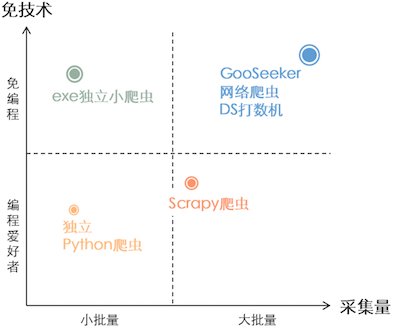 免技术
免编程
exe独立小爬虫
GooSeeker
网络爬虫
DS打数机
编程爱好者
Scrapy爬虫
独立
Python爬虫
小批量
大批量
采集量